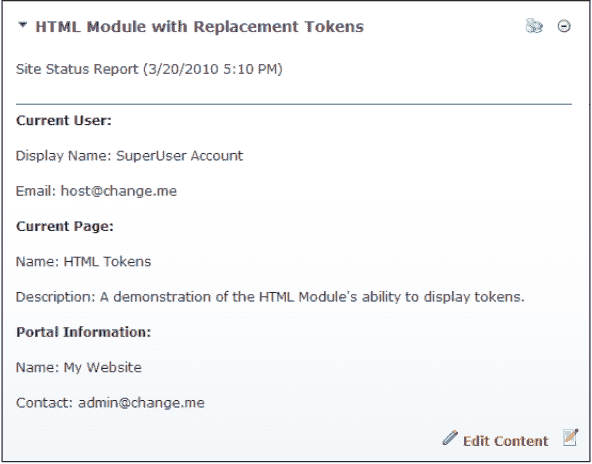 HTML Module with Replacement Tokens
Site Status Report (3/20/2010 5:10 PM)
Current User:
Display Name: SuperUser Account
Email: host@change.me
Current Page:
Name: HTML Tokens
Description: A demonstration of the HTML Module's ability to display tokens.
Portal Information:
Name: My Website
Contact: admin@change.me
Edit Content